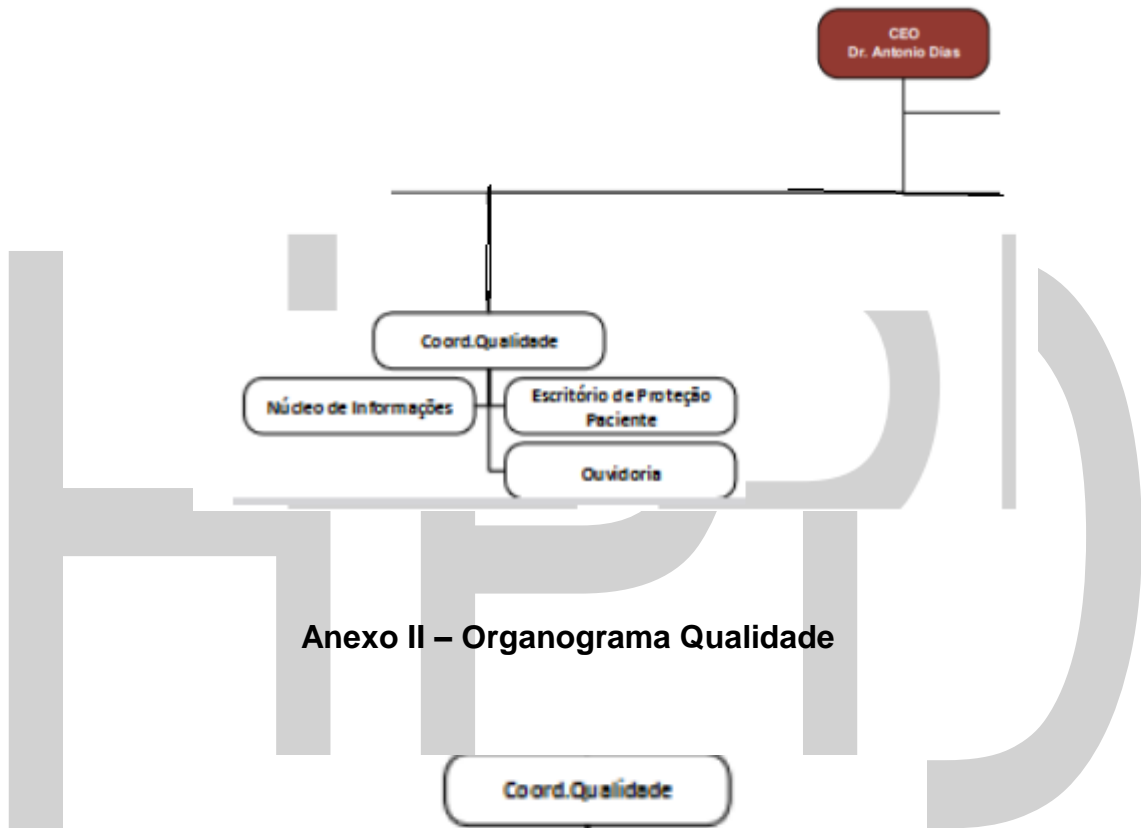 CEO
Dr. Antonio Dias
Coord.Qualidade
Núcleo de Informações
Escritório de Proteção
Paciente
Ouvidoria
Anexo II – Organograma Qualidade
Coord.Qualidade